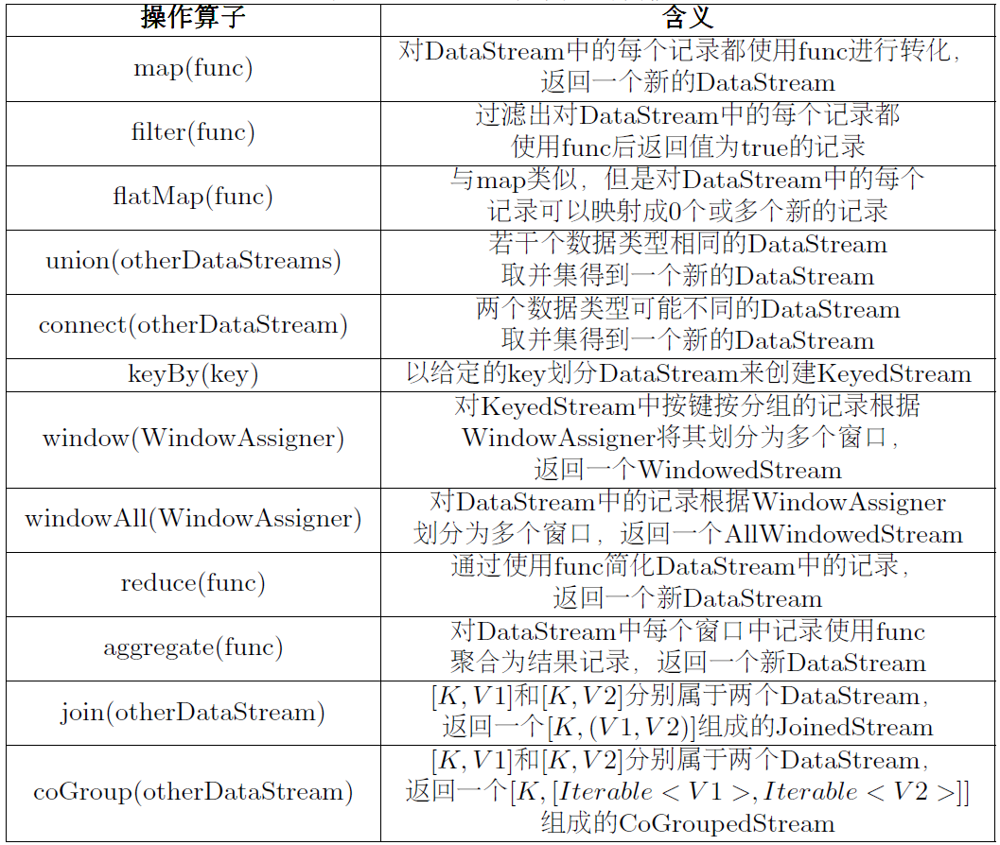 操作算子 含义
map(func)
对DataStream中的每个记录都使用func进行转化，
返回一个新的DataStream
filter(func)
过滤出对DataStream中的每个记录都
使用func后返回值为true的记录
flatMap(func)
与map类似，但是对DataStream中的每个
记录可以映射成0个或多个新的记录
union(otherDataStreams)
若干个数据类型相同的DataStream
取并集得到一个新的DataStream
connect(otherDataStream)
两个数据类型可能不同的DataStream
取并集得到一个新的DataStream
keyBy(key) 以给定的key划分DataStream来创建KeyedStream
window(WindowAssigner)
对KeyedStream中按键按分组的记录根据
WindowAssigner将其划分为多个窗口，
返回一个WindowedStream
windowAll(WindowAssigner)
对DataStream中的记录根据WindowAssigner
划分为多个窗口，返回一个AllWindowedStream
reduce(func)
通过使用func简化DataStream中的记录，
返回一个新DataStream
aggregate(func)
对DataStream中每个窗口中记录使用func
聚合为结果记录，返回一个新DataStream
join(otherDataStream)
[K, V1]和[K, V2]分别属于两个DataStream，
返回一个[K, (V1, V2)]组成的JoinedStream
coGroup(otherDataStream)
[K, V1]和[K, V2]分别属于两个DataStream，
返回一个[K, [Iterable < V1 >, Iterable < V2 >]]
组成的CoGroupedStream